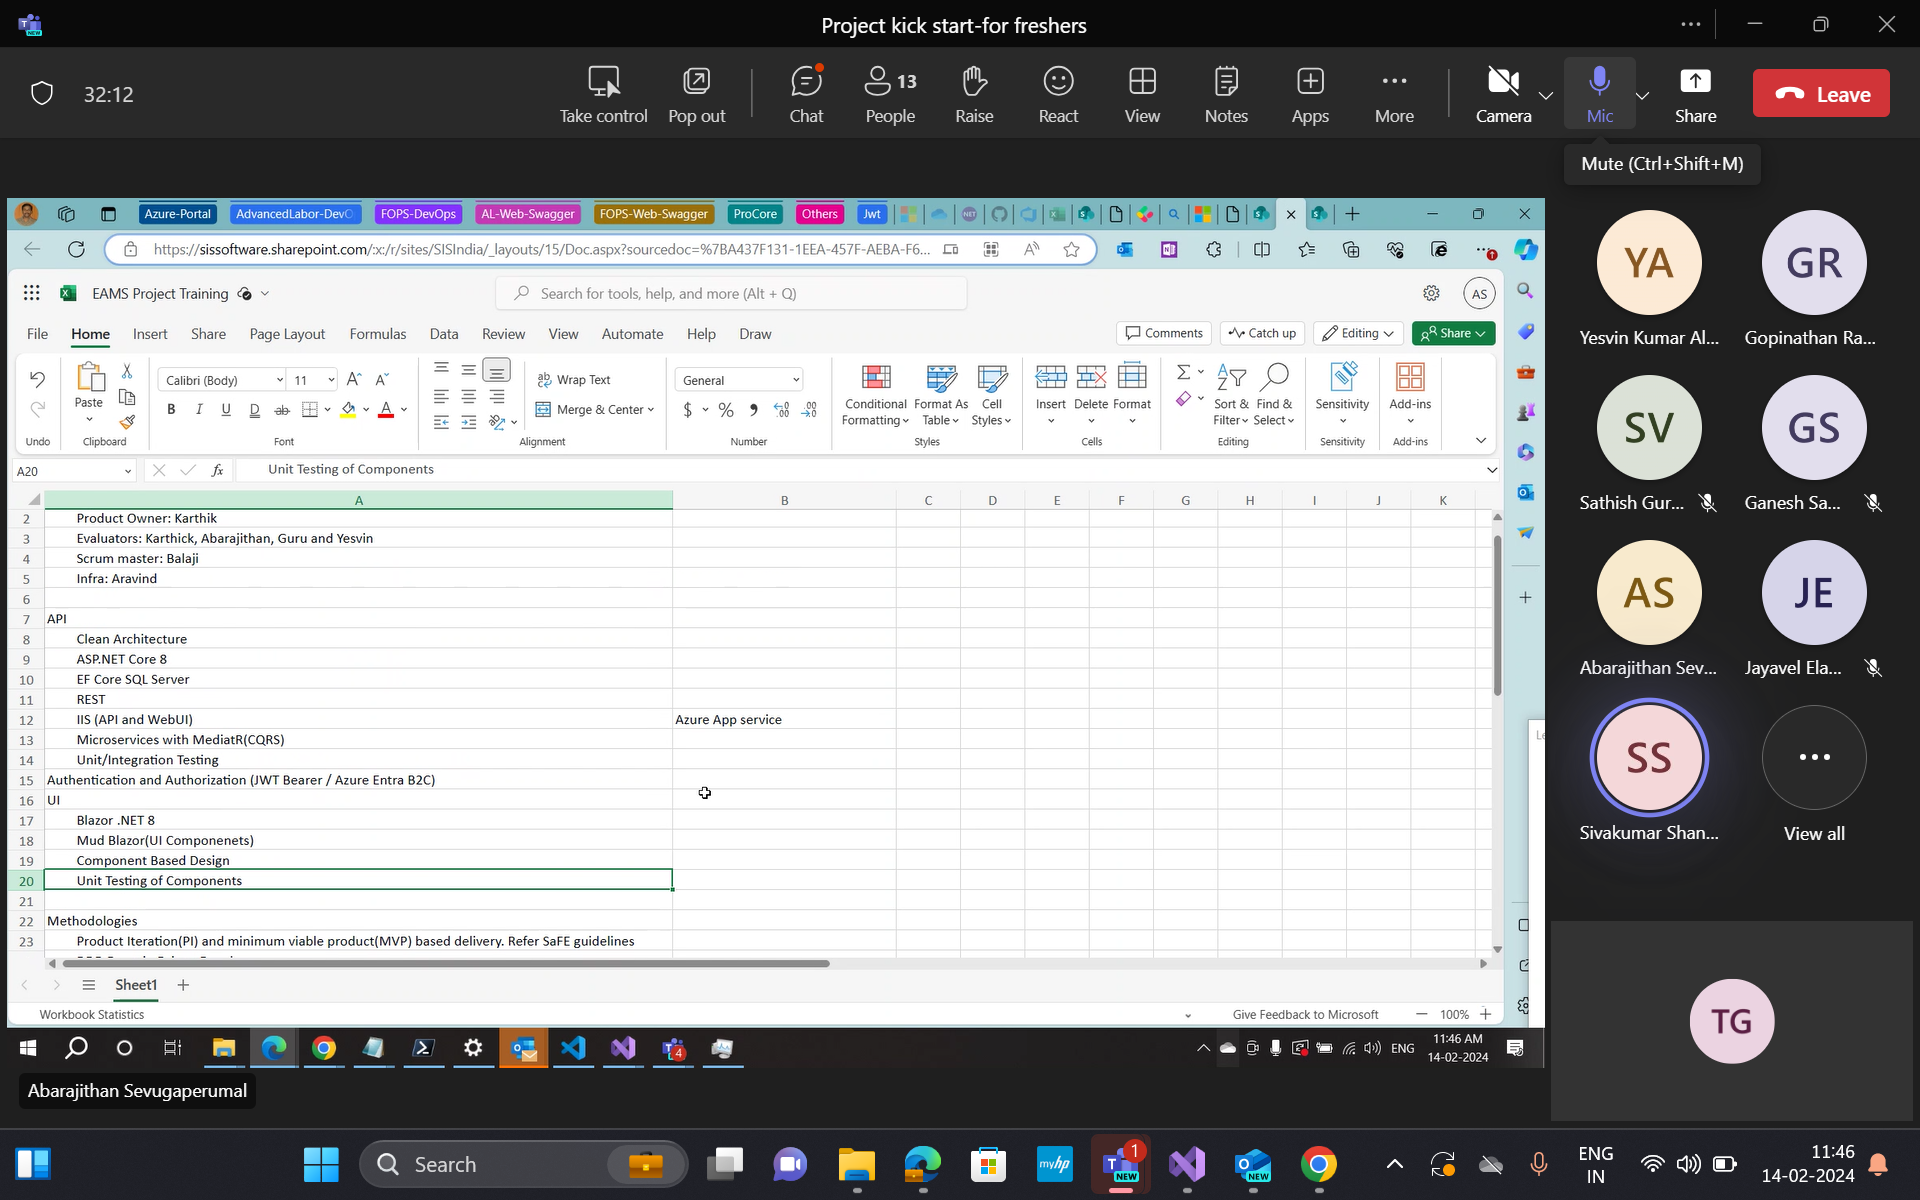 Project kick start-for freshers
32:12
Take control
Pop out
Chat
13
People
Raise
React
View
Notes
Apps
More
Camera
Mic
Share
Leave
Mute (Ctrl+Shift+M)
Azure-Portal
AdvancedLabor-DevO
FOPS-DevOps
AL-Web-Swagger
FOPS-Web-Swagger
ProCore
Others
Jwt
https://sissoftware.sharepoint.com/:x:/r/sites/SISIndia/_layouts/15/Doc.aspx?sourcedoc=%7BA437F131-1EEA-457F-AEBA-F6...
EAMS Project Training
Search for tools, help, and more (Alt + Q)
AS
File Home Insert Share Page Layout Formulas Data Review View Automate Help Draw
Comments Catch up Editing Share
Paste
Calibri (Body) 11
Wrap Text
Merge & Center
General
Conditional Formatting
Format As Table
Cell Styles
Insert Delete Format
Sort & Filter
Find & Select
Sensitivity
Add-ins
Undo Clipboard Font Alignment Number Styles Cells Editing Sensitivity Add-ins
A20 fx Unit Testing of Components
A B C D E F G H I J K
2 Product Owner: Karthik
3 Evaluators: Karthick, Abarajithan, Guru and Yesvin
4 Scrum master: Balaji
5 Infra: Aravind
6
7 API
8 Clean Architecture
9 ASP.NET Core 8
10 EF Core SQL Server
11 REST
12 IIS (API and WebUI) Azure App service
13 Microservices with MediatR(CQRS)
14 Unit/Integration Testing
15 Authentication and Authorization (JWT Bearer / Azure Entra B2C)
16 UI
17 Blazor .NET 8
18 Mud Blazor(UI Componenets)
19 Component Based Design
20 Unit Testing of Components
21
22 Methodologies
23 Product Iteration(PI) and minimum viable product(MVP) based delivery. Refer SaFE guidelines
Sheet1
Workbook Statistics
Give Feedback to Microsoft
100%
4
ENG
11:46 AM
14-02-2024
Abarajithan Sevugaperumal
YA
Yesvin Kumar Al...
GR
Gopinathan Ra...
SV
Sathish Gur...
GS
Ganesh Sa...
AS
Abarajithan Sev...
JE
Jayavel Ela...
SS
Sivakumar Shan...
View all
TG
Search
myhp
1
NEW
NEW
ENG
IN
11:46
14-02-2024